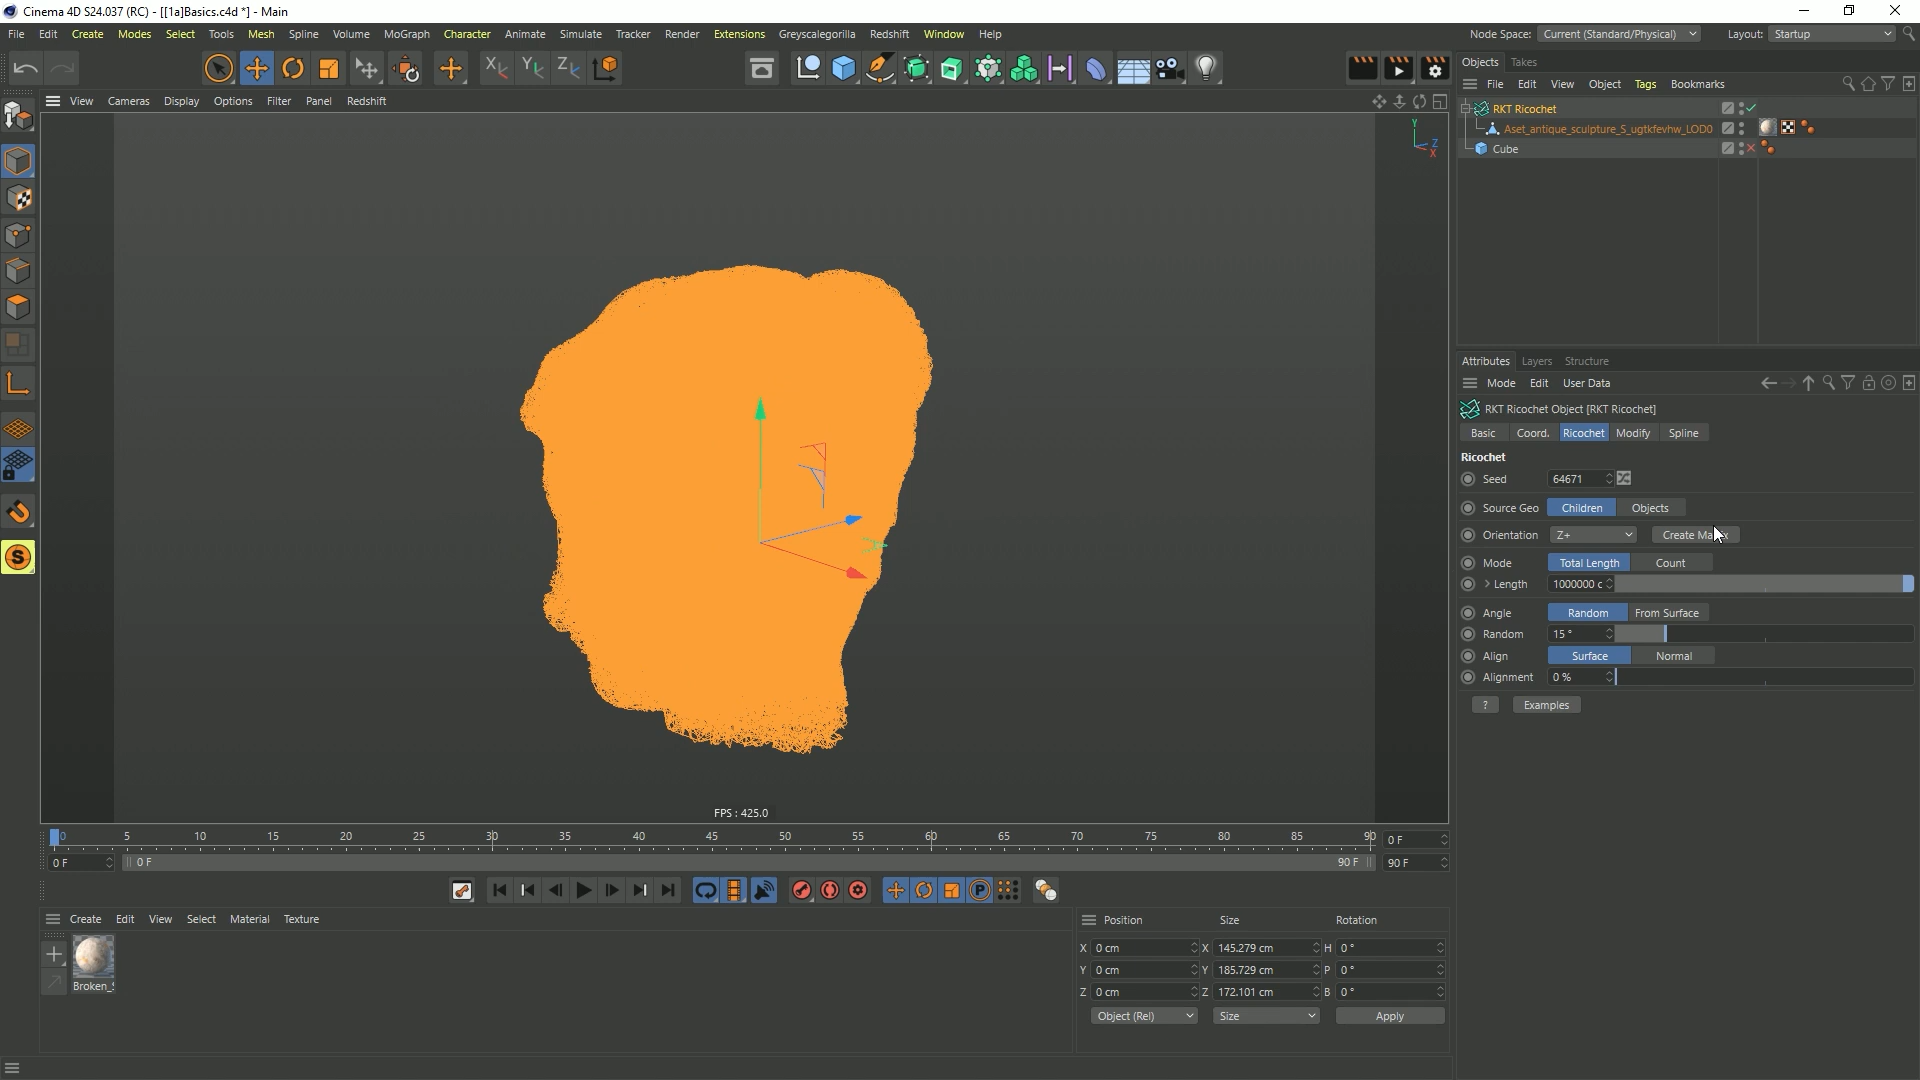 Cinema 4D S24.037 (RC) - [[1a]Basics.c4d *] - Main
File Edit Create Modes Select Tools Mesh Spline Volume MoGraph Character Animate Simulate Tracker Render Extensions Greyscalegorilla Redshift Window Help
Node Space: Current (Standard/Physical) Layout: Startup
X Y Z
Objects Takes
File Edit View Object Tags Bookmarks
View Cameras Display Options Filter Panel Redshift
RKT Ricochet
Aset_antique_sculpture_S_ugtkfevhw_LOD0
Cube
Y
Z
X
Attributes Layers Structure
Mode Edit User Data
RKT Ricochet Object [RKT Ricochet]
Basic Coord. Ricochet Modify Spline
Ricochet
Seed 64671
Source Geo Children Objects
Orientation Z+
Mode Total Length Count
Length 1000000 c
Angle Random From Surface
Random 15 °
Align Surface Normal
Alignment 0 %
? Examples
S
FPS : 425.0
0 5 10 15 20 25 30 35 40 45 50 55 60 65 70 75 80 85 90 0 F
0 F 0 F 90 F 90 F
P
Create Edit View Select Material Texture
Position Size Rotation
X 0 cm X 145.279 cm H 0 °
Y 0 cm Y 185.729 cm P 0 °
Z 0 cm Z 172.101 cm B 0 °
Object (Rel) Size Apply